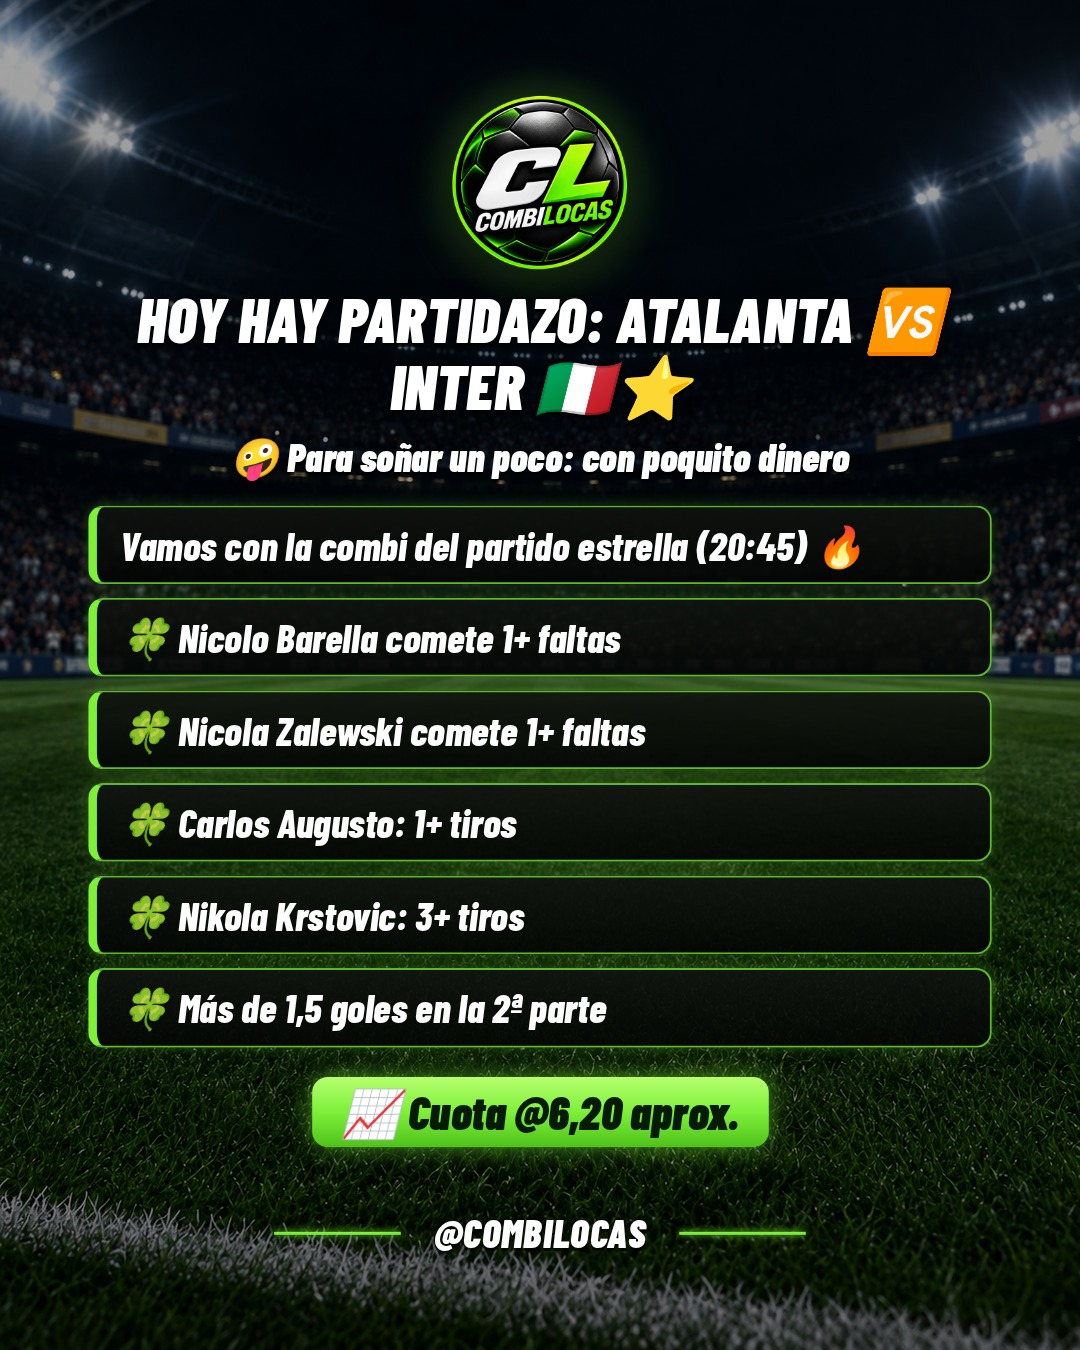 CL
COMBILOCAS
HOY HAY PARTIDAZO: ATALANTA 🆚
INTER 🇮🇹⭐
🤪 Para soñar un poco: con poquito dinero
Vamos con la combi del partido estrella (20:45) 🔥
🍀 Nicolo Barella comete 1+ faltas
🍀 Nicola Zalewski comete 1+ faltas
🍀 Carlos Augusto: 1+ tiros
🍀 Nikola Krstovic: 3+ tiros
🍀 Más de 1,5 goles en la 2ª parte
📈 Cuota @6,20 aprox.
@COMBILOCAS